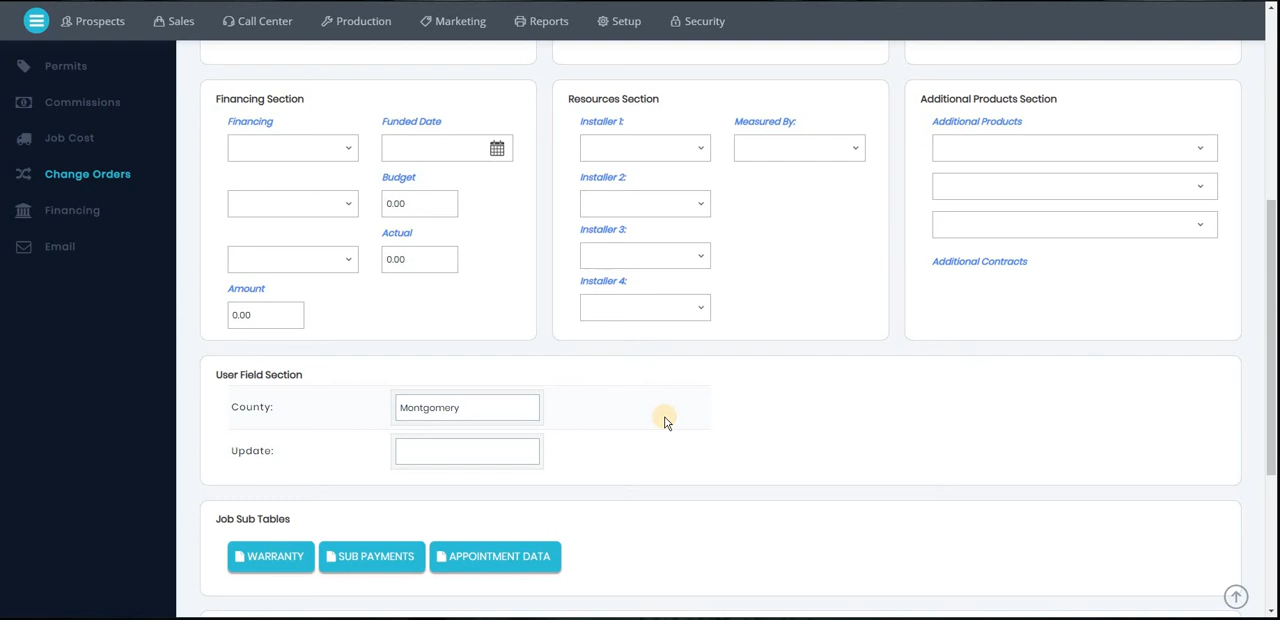 Prospects Sales Call Center Production Marketing Reports Setup Security
Permits
Commissions
Job Cost
Change Orders
Financing
Email
Financing Section
Financing Funded Date
Budget
0.00
Actual
0.00
Amount
0.00
Resources Section
Installer 1: Measured By:
Installer 2:
Installer 3:
Installer 4:
Additional Products Section
Additional Products
Additional Contracts
User Field Section
County: Montgomery
Update:
Job Sub Tables
WARRANTY SUB PAYMENTS APPOINTMENT DATA